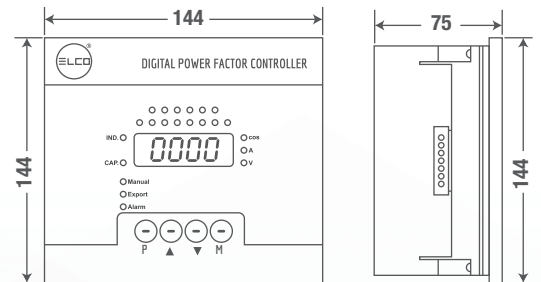 144
75
ELCO®
DIGITAL POWER FACTOR CONTROLLER
IND.
0000
cos
A
CAP.
V
144
144
Manual
Export
Alarm
P ▲ ▼ M